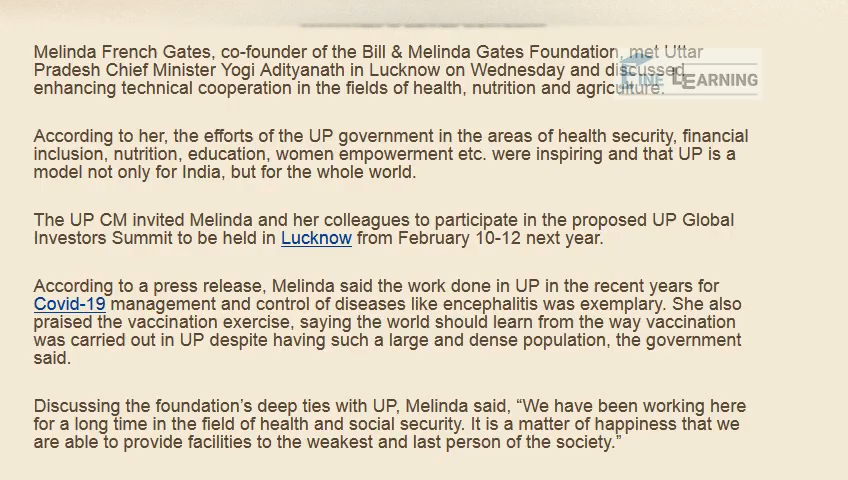 Melinda French Gates, co-founder of the Bill & Melinda Gates Foundation, met Uttar
Pradesh Chief Minister Yogi Adityanath in Lucknow on Wednesday and discussed
enhancing technical cooperation in the fields of health, nutrition and agriculture.
LEARNING
According to her, the efforts of the UP government in the areas of health security, financial
inclusion, nutrition, education, women empowerment etc. were inspiring and that UP is a
model not only for India, but for the whole world.
The UP CM invited Melinda and her colleagues to participate in the proposed UP Global
Investors Summit to be held in Lucknow from February 10-12 next year.
According to a press release, Melinda said the work done in UP in the recent years for
Covid-19 management and control of diseases like encephalitis was exemplary. She also
praised the vaccination exercise, saying the world should learn from the way vaccination
was carried out in UP despite having such a large and dense population, the government
said.
Discussing the foundation’s deep ties with UP, Melinda said, “We have been working here
for a long time in the field of health and social security. It is a matter of happiness that we
are able to provide facilities to the weakest and last person of the society.”